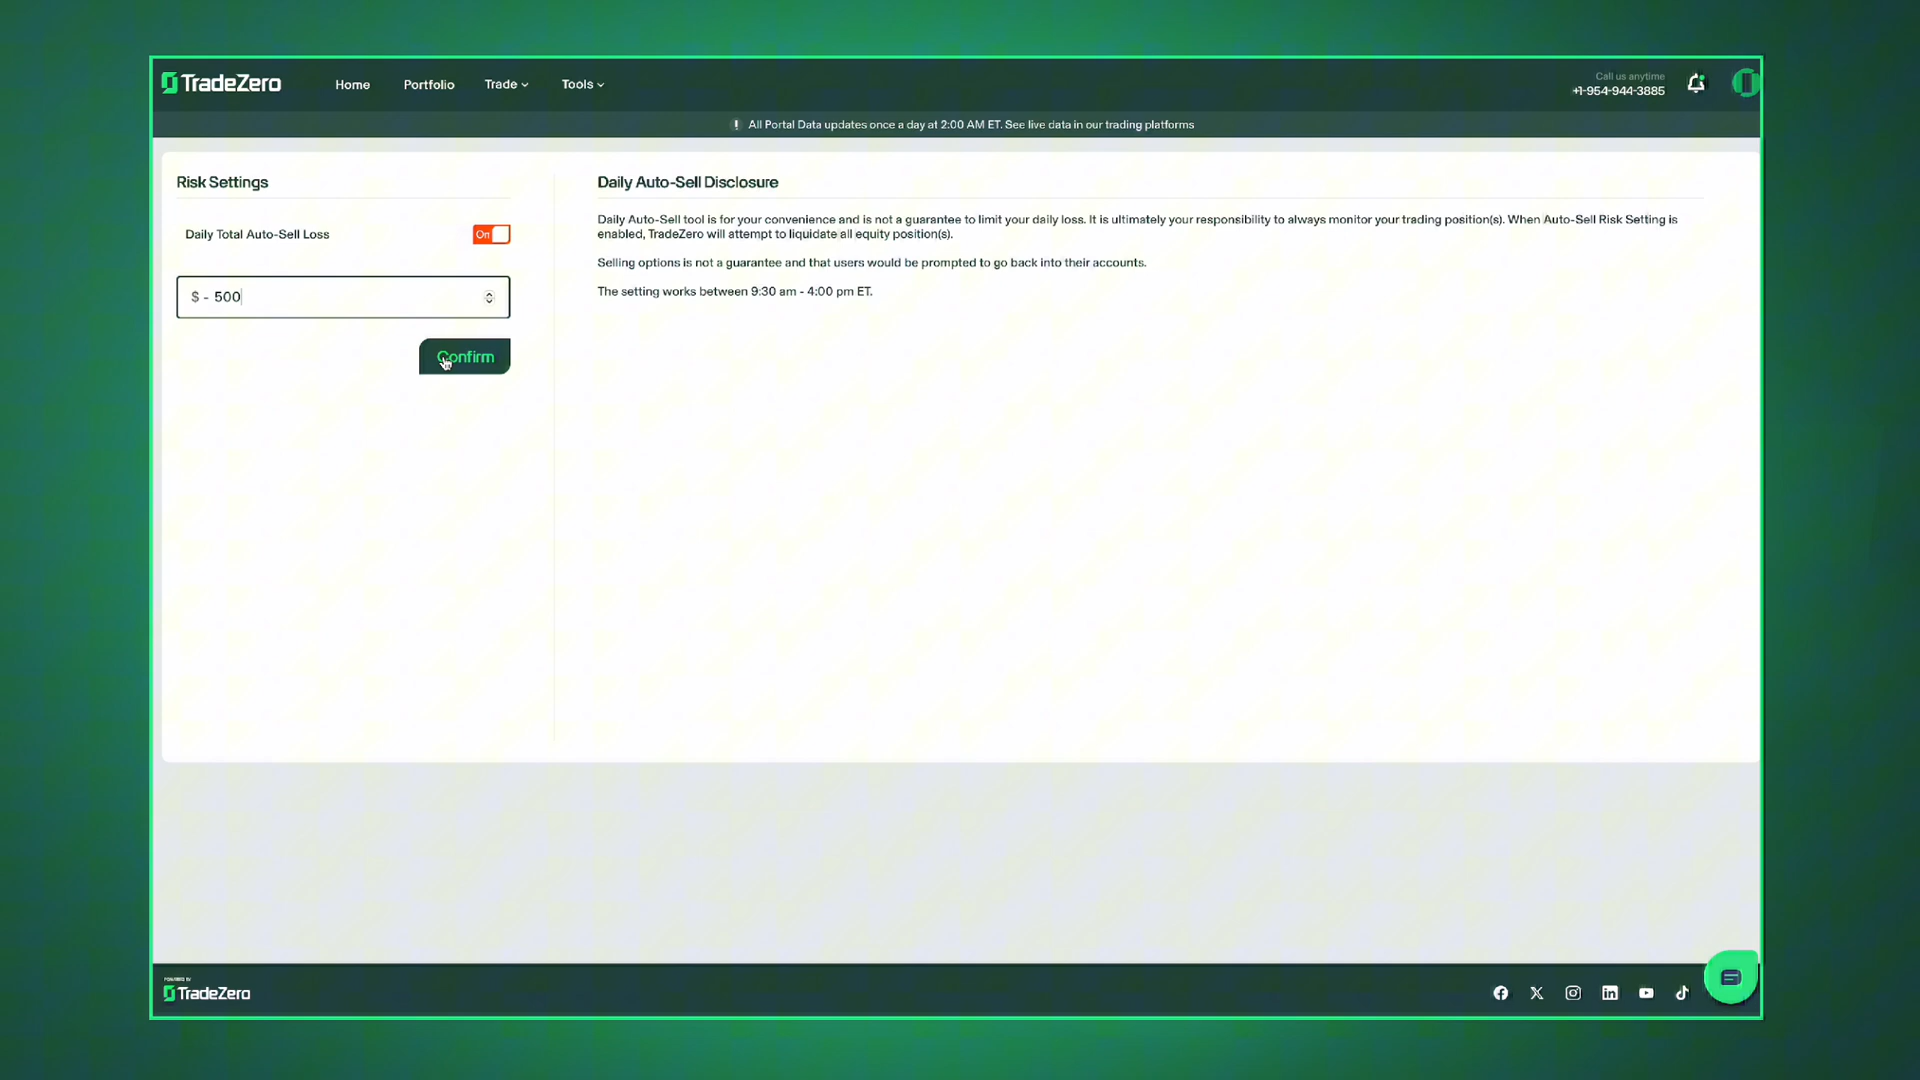 TradeZero
Home
Portfolio
Trade
Tools
Call us anytime
+1-954-944-3885
! All Portal Data updates once a day at 2:00 AM ET. See live data in our trading platforms
Risk Settings
Daily Total Auto-Sell Loss
On
$ - 500
Confirm
Daily Auto-Sell Disclosure
Daily Auto-Sell tool is for your convenience and is not a guarantee to limit your daily loss. It is ultimately your responsibility to always monitor your trading position(s). When Auto-Sell Risk Setting is
enabled, TradeZero will attempt to liquidate all equity position(s).
Selling options is not a guarantee and that users would be prompted to go back into their accounts.
The setting works between 9:30 am - 4:00 pm ET.
POWERED BY
TradeZero